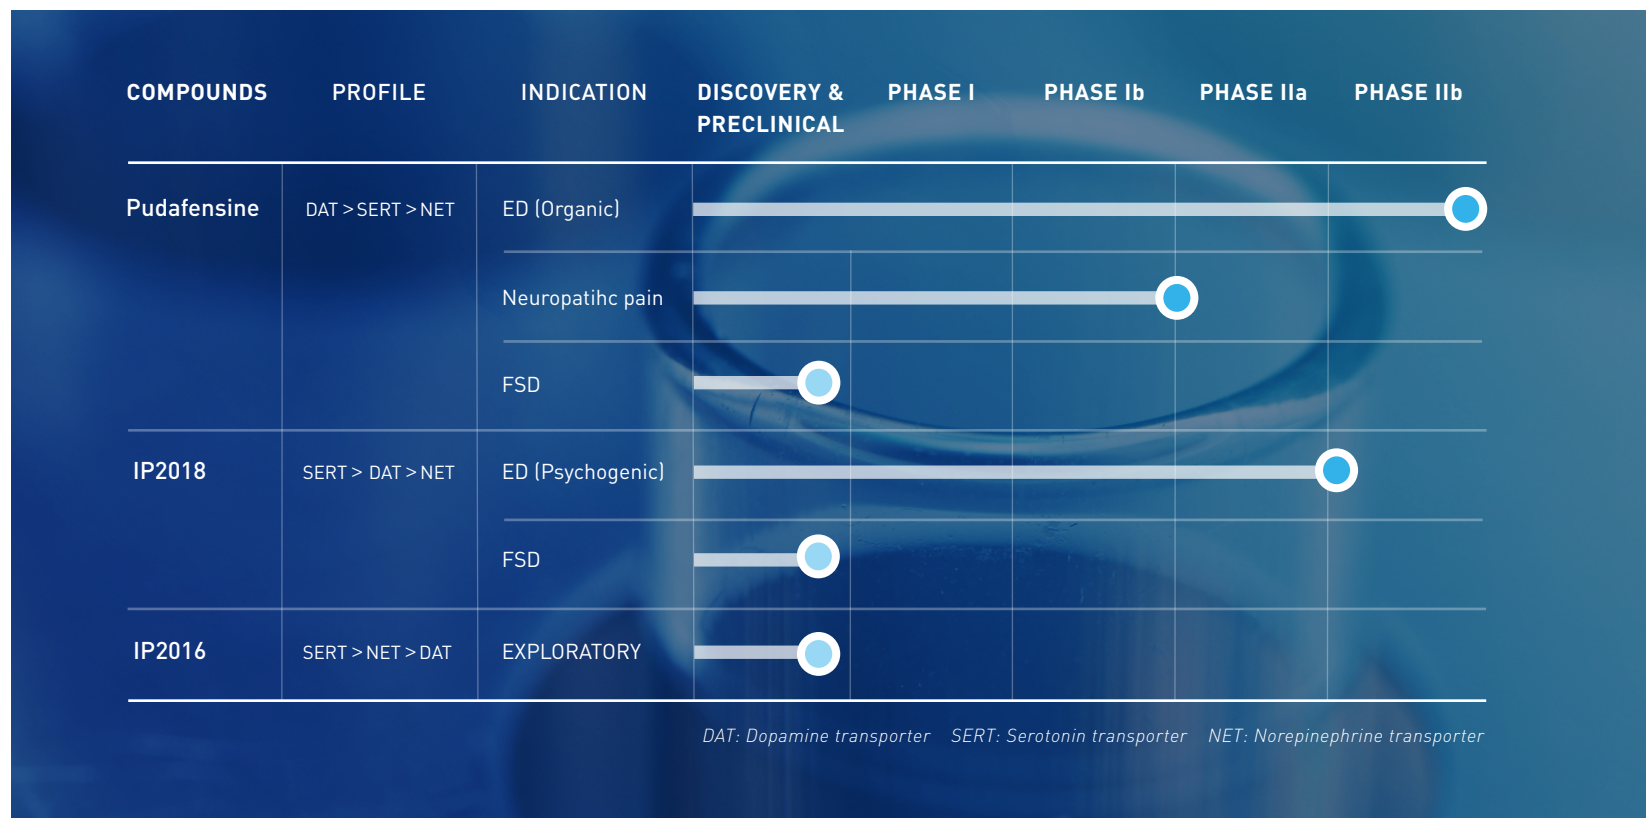 COMPOUNDS PROFILE INDICATION DISCOVERY & PRECLINICAL PHASE I PHASE Ib PHASE IIa PHASE IIb
Pudafensine DAT > SERT > NET ED (Organic)
Neuropatihc pain
FSD
IP2018 SERT > DAT > NET ED (Psychogenic)
FSD
IP2016 SERT > NET > DAT EXPLORATORY
DAT: Dopamine transporter SERT: Serotonin transporter NET: Norepinephrine transporter